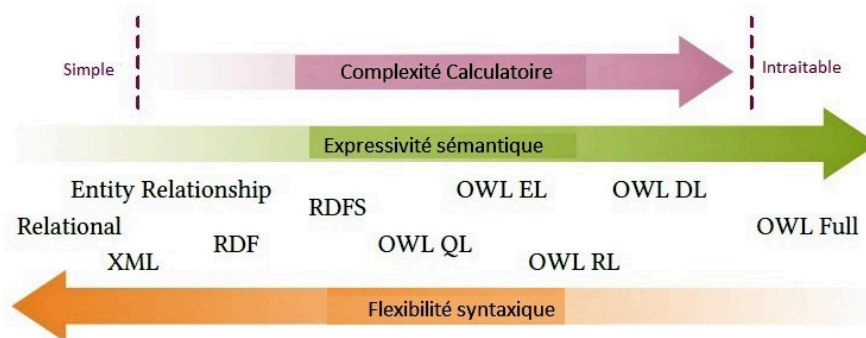 Simple
Complexité Calculatoire
Intraitable
Expressivité sémantique
Entity Relationship
RDFS
OWL EL
OWL DL
Relational
XML
RDF
OWL QL
OWL RL
OWL Full
Flexibilité syntaxique